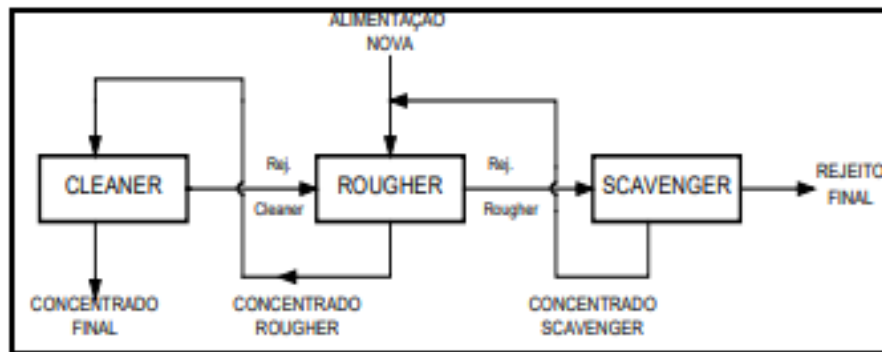 ALIMENTAÇÃO
NOVA
CLEANER
Rej.
Cleaner
ROUGHER
Rej.
Rougher
SCAVENGER
REJEITO
FINAL
CONCENTRADO
FINAL
CONCENTRADO
ROUGHER
CONCENTRADO
SCAVENGER